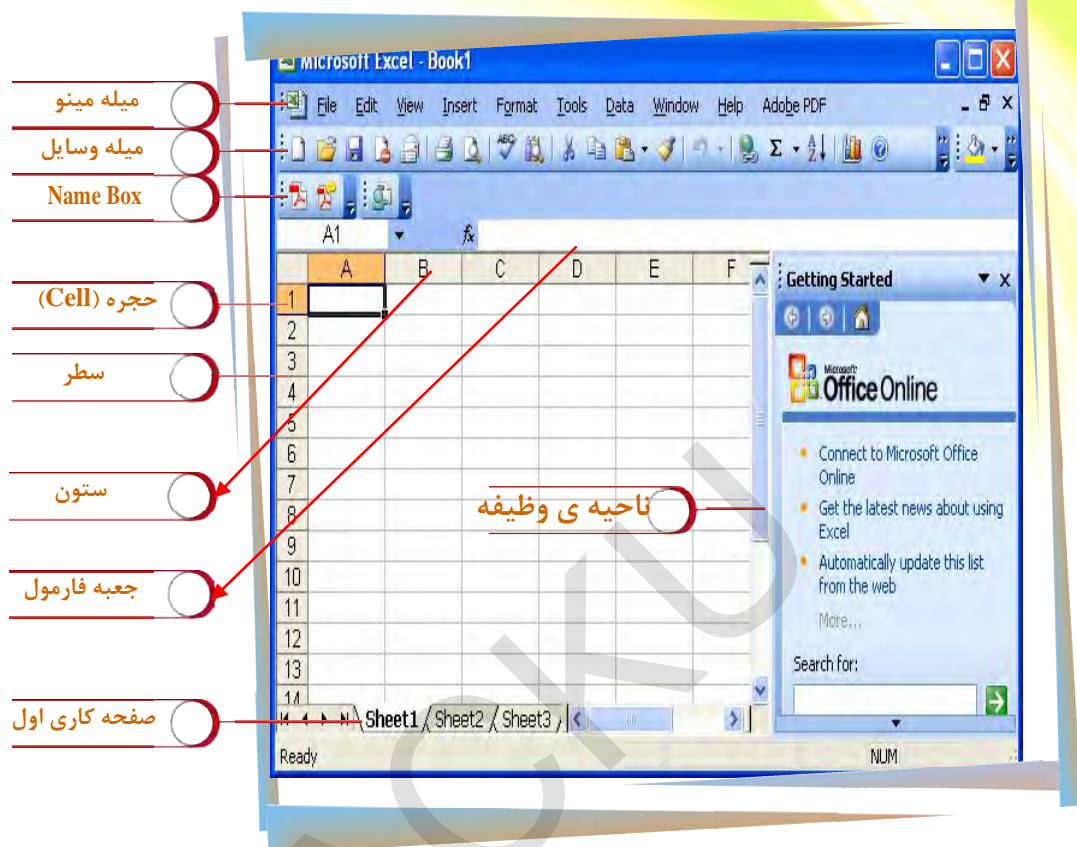 Microsoft Excel - Book1
میله مینو
File Edit View Insert Format Tools Data Window Help Adobe PDF
میله وسایل
Name Box
A1 fx
A B C D E F
Getting Started
حجره (Cell)
1
2
3
4
5
6
7
8
9
10
11
12
13
14
سطر
ستون
جعبه فارمول
صفحه کاری اول
ناحیه ی وظیفه
Microsoft
Office Online
Connect to Microsoft Office
Online
Get the latest news about using
Excel
Automatically update this list
from the web
More...
Search for:
Sheet1 Sheet2 Sheet3
Ready NUM
ACKU